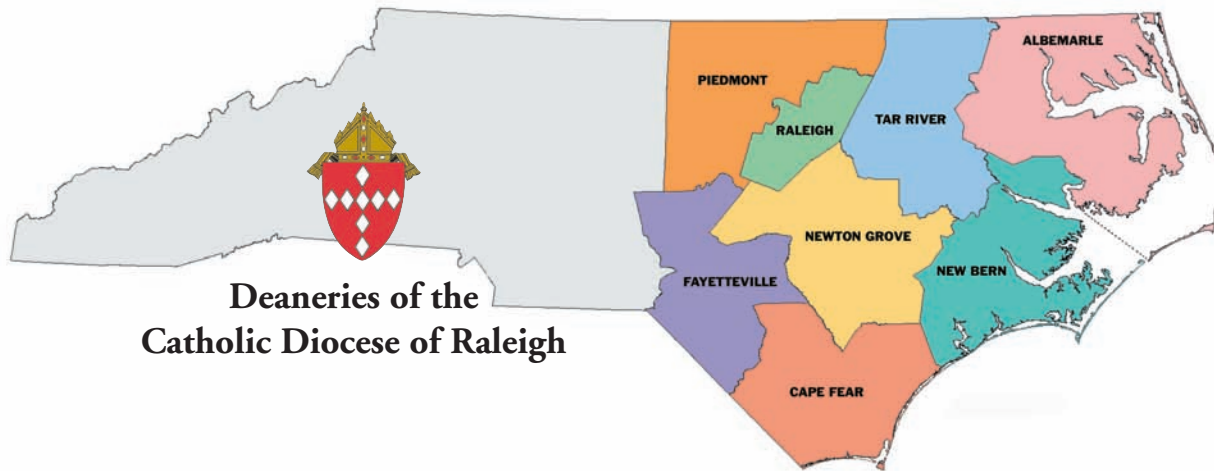 ALBEMARLE
PIEDMONT
TAR RIVER
RALEIGH
NEWTON GROVE
NEW BERN
FAYETTEVILLE
Deaneries of the
Catholic Diocese of Raleigh
CAPE FEAR